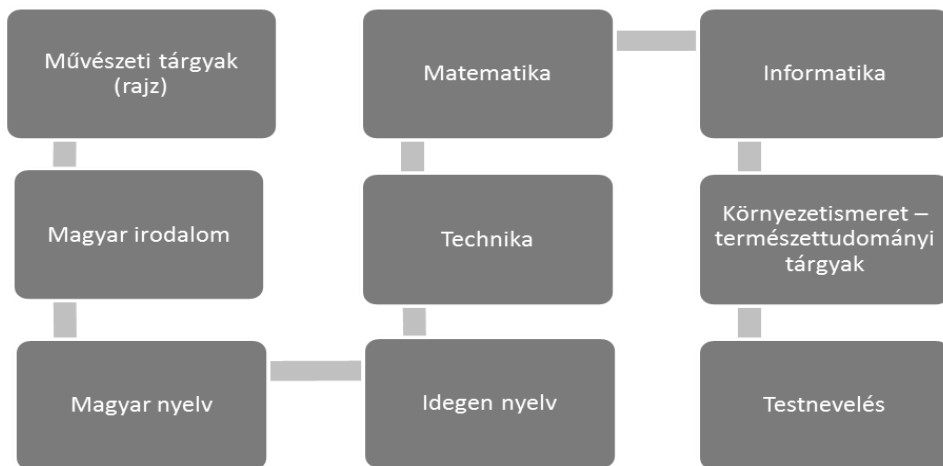 Művészeti tárgyak
(rajz)
Magyar irodalom
Magyar nyelv
Idegen nyelv
Technika
Matematika
Informatika
Környezetismeret –
természettudományi
tárgyak
Testnevelés